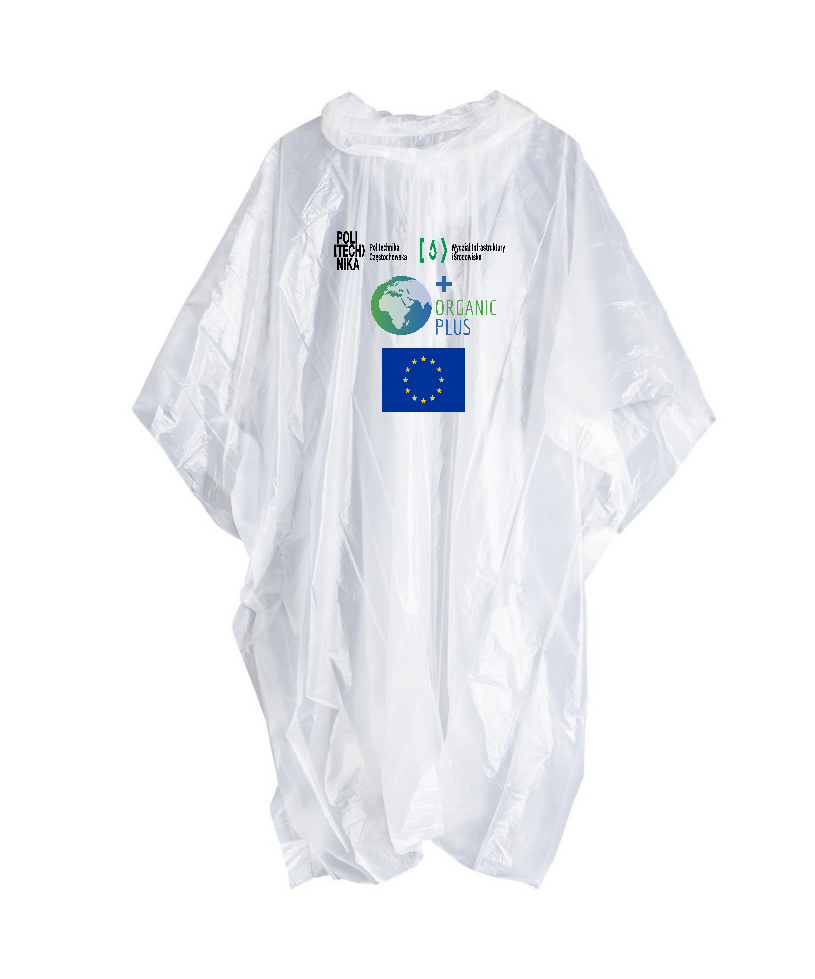 POLI
TECH
NIKA
Politechnika
Częstochowska
Wydział Infrastruktury
i Środowiska
ORGANIC
PLUS